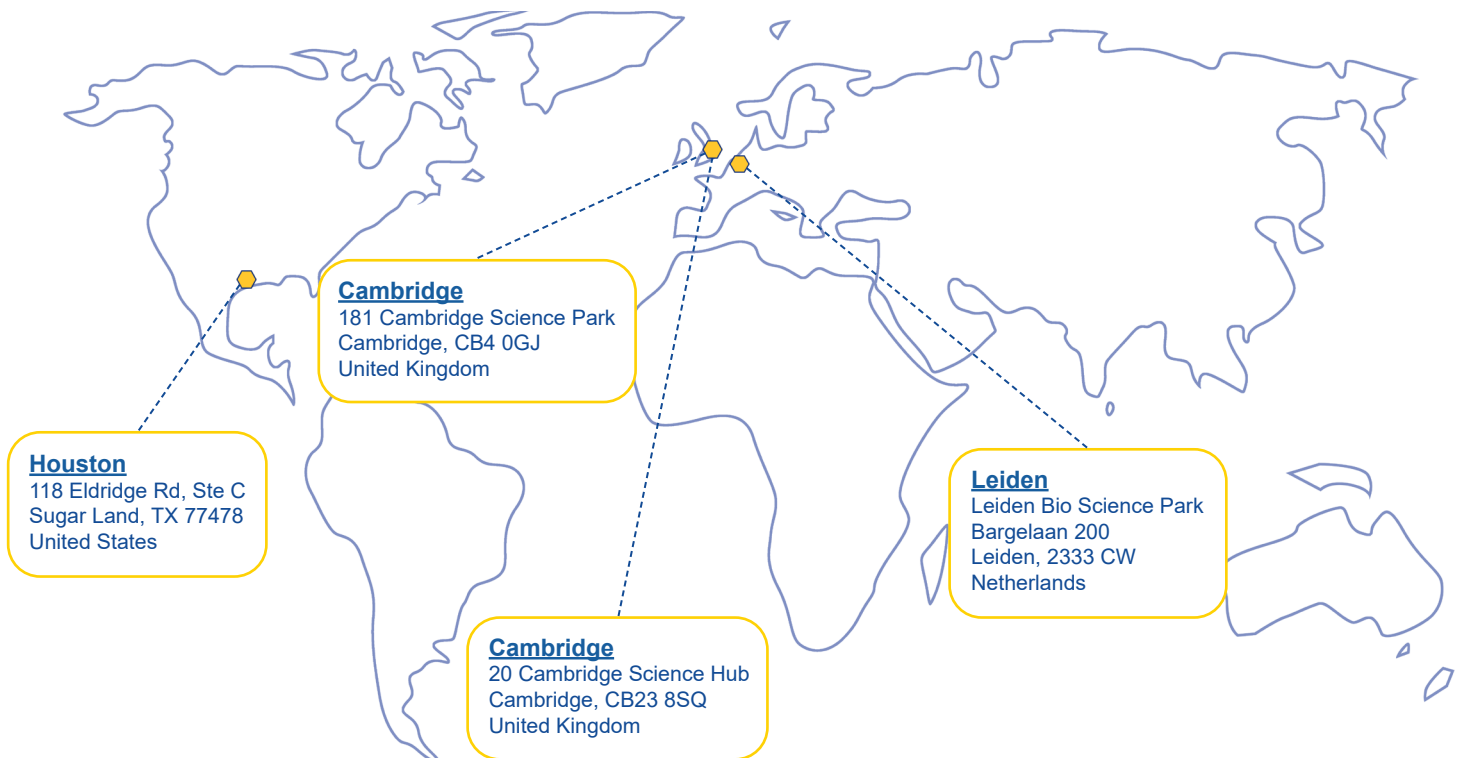 Cambridge
181 Cambridge Science Park
Cambridge, CB4 0GJ
United Kingdom
Houston
118 Eldridge Rd, Ste C
Sugar Land, TX 77478
United States
Leiden
Leiden Bio Science Park
Bargelaan 200
Leiden, 2333 CW
Netherlands
Cambridge
20 Cambridge Science Hub
Cambridge, CB23 8SQ
United Kingdom